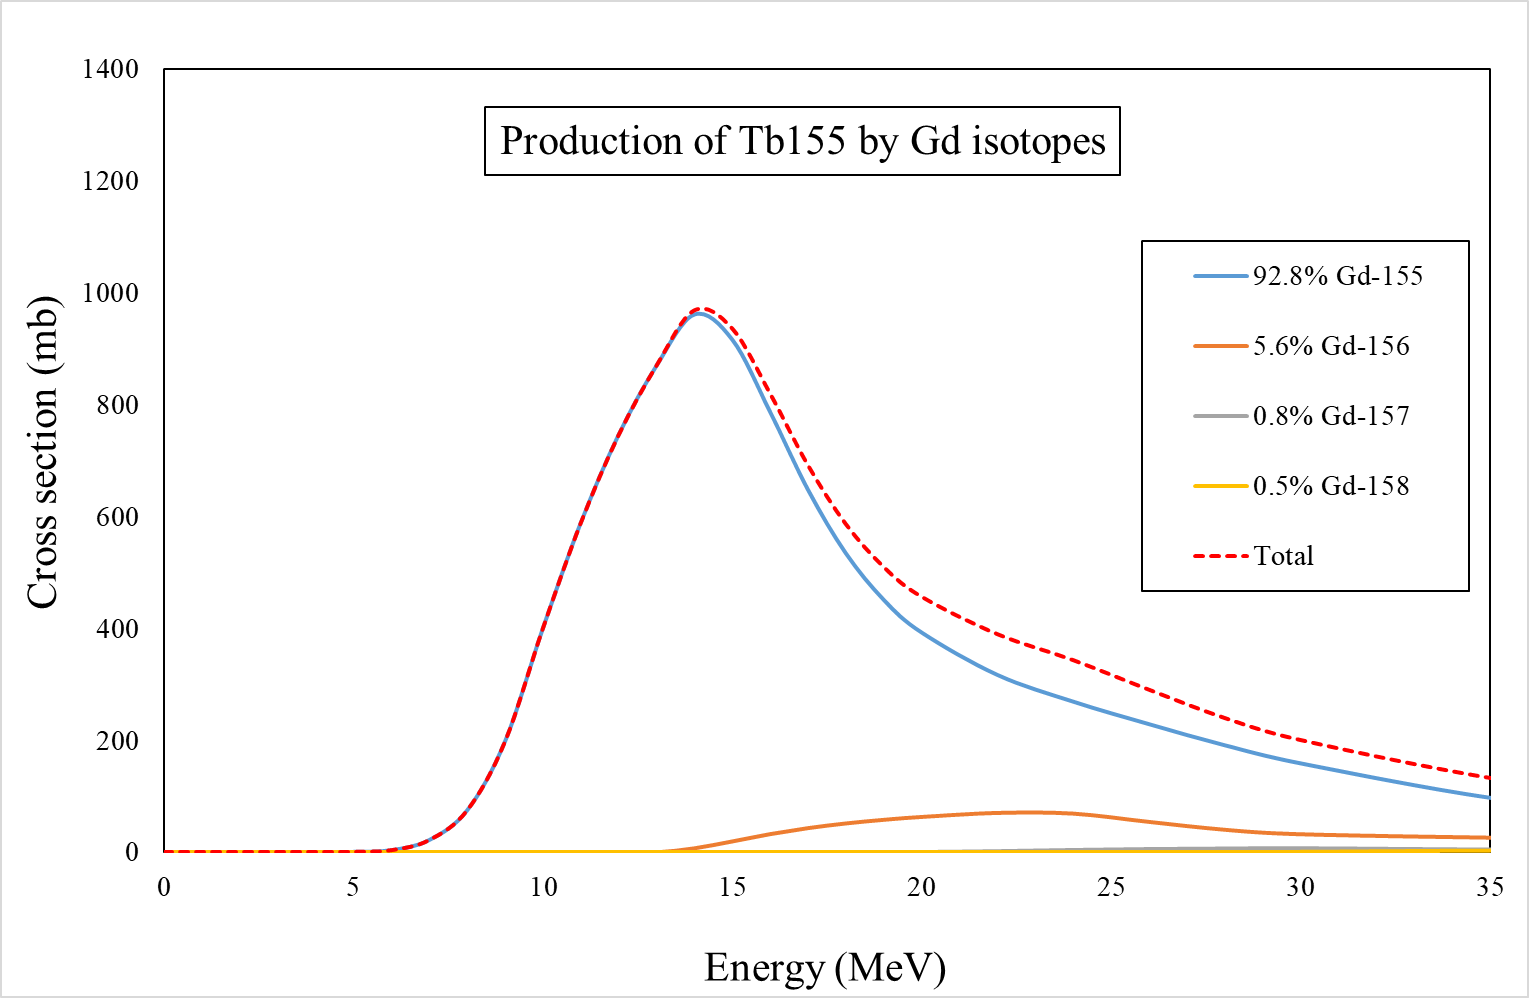 Production of Tb155 by Gd isotopes
1400
1200
1000
800
600
400
200
0
Cross section (mb)
92.8% Gd-155
5.6% Gd-156
0.8% Gd-157
0.5% Gd-158
Total
0 5 10 15 20 25 30 35
Energy (MeV)